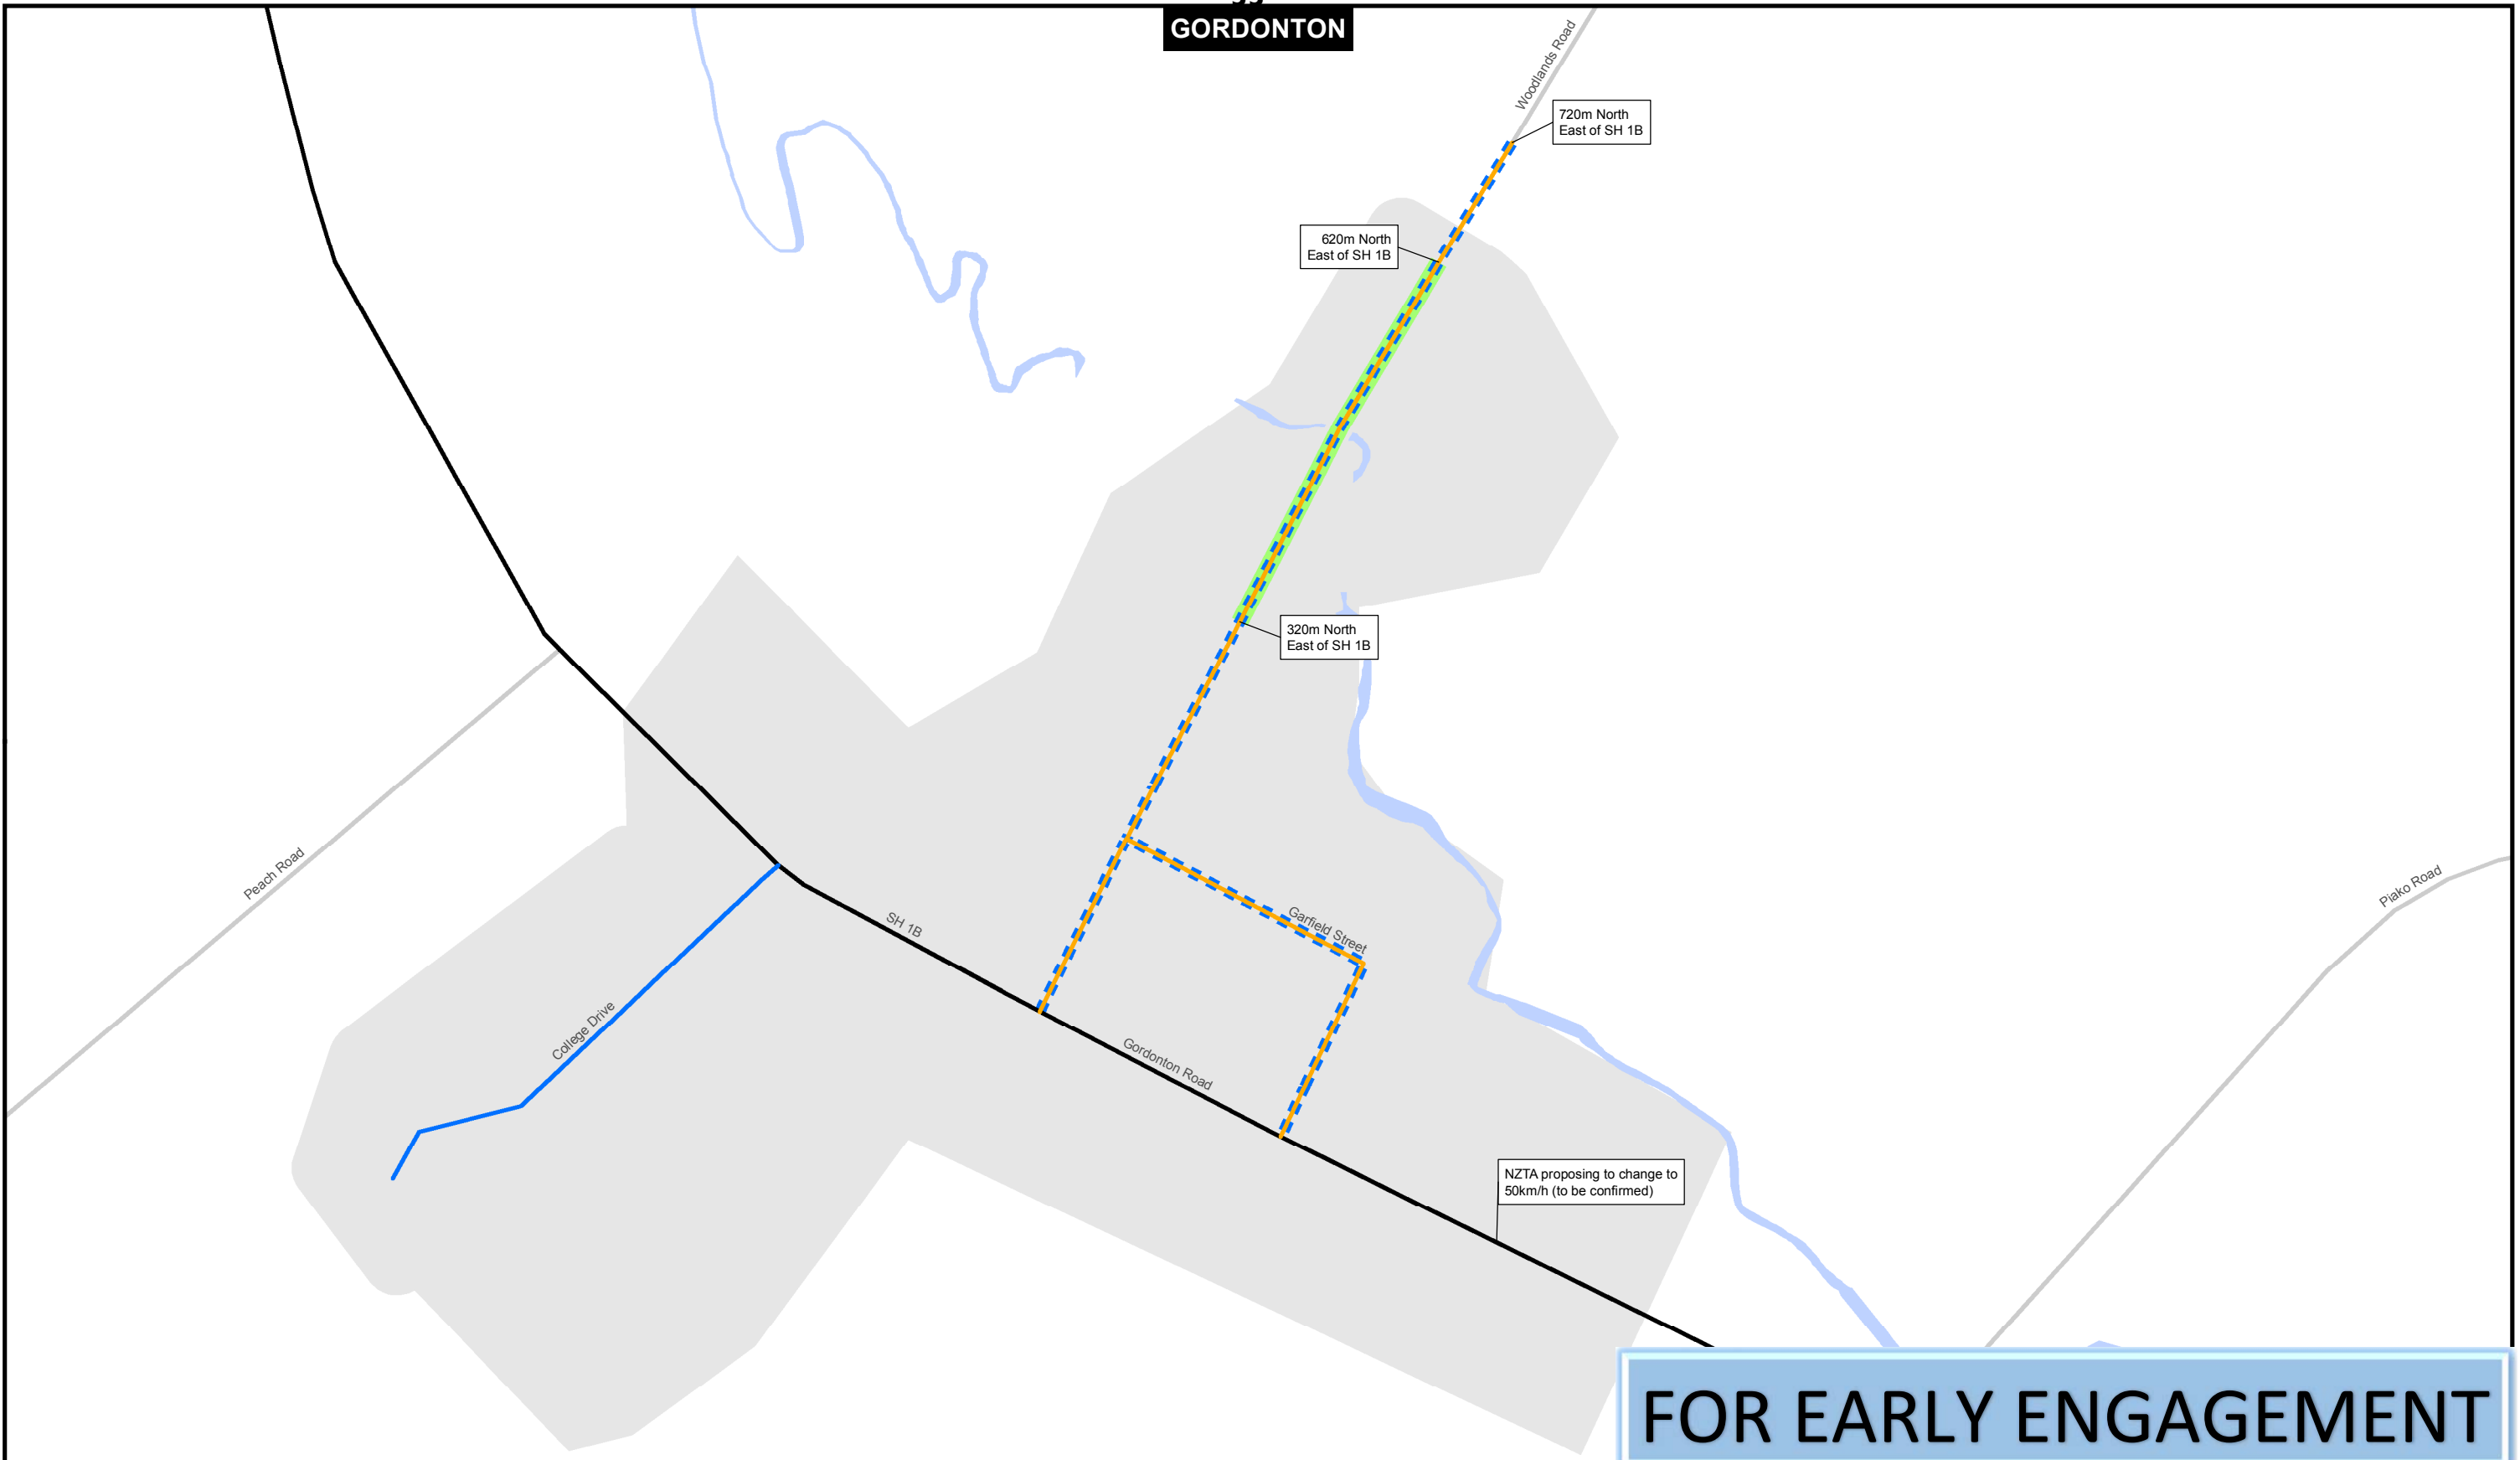 GORDONTON
Woodlands Road
720m North
East of SH 1B
620m North
East of SH 1B
320m North
East of SH 1B
Peach Road
Piako Road
SH 1B
Garfield Street
College Drive
Gordonton Road
NZTA proposing to change to
50km/h (to be confirmed)
FOR EARLY ENGAGEMENT